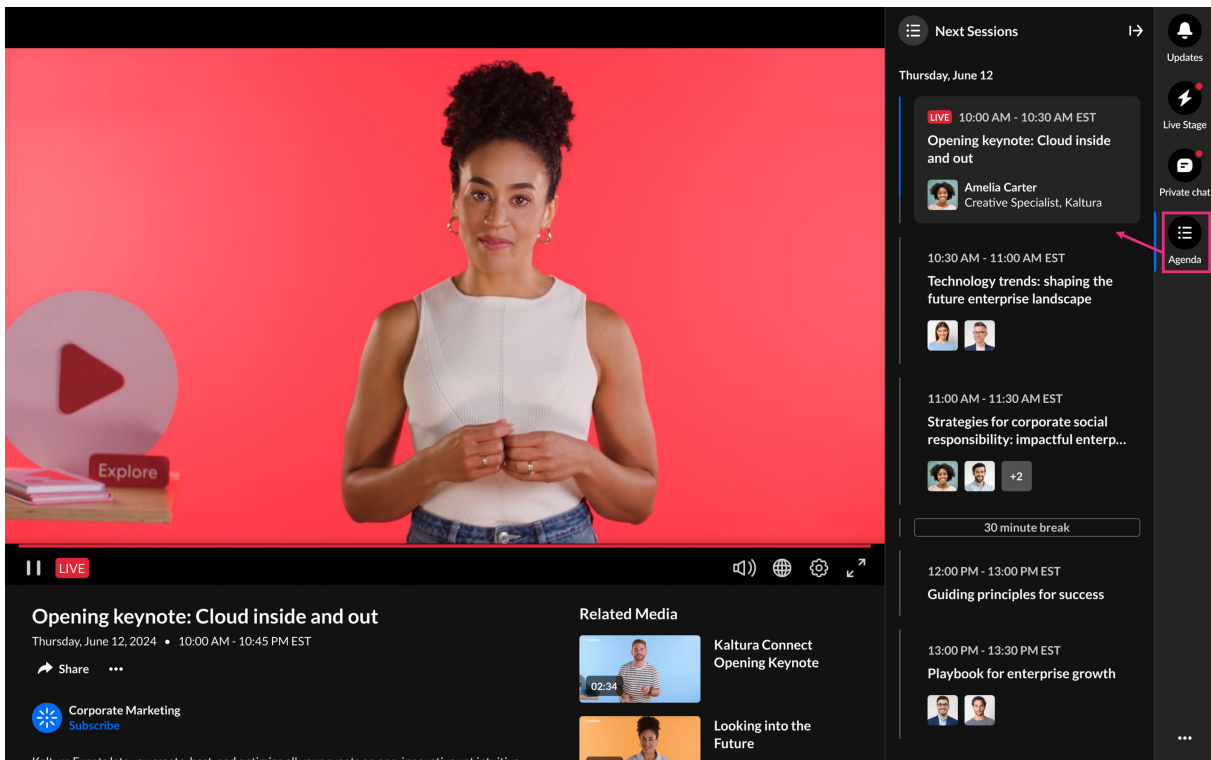 Next Sessions
Thursday, June 12
LIVE 10:00 AM - 10:30 AM EST
Opening keynote: Cloud inside
and out
Amelia Carter
Creative Specialist, Kaltura
10:30 AM - 11:00 AM EST
Technology trends: shaping the
future enterprise landscape
11:00 AM - 11:30 AM EST
Strategies for corporate social
responsibility: impactful enterp...
+2
30 minute break
12:00 PM - 13:00 PM EST
Guiding principles for success
13:00 PM - 13:30 PM EST
Playbook for enterprise growth
Updates
Live Stage
Private chat
Agenda
Explore
LIVE
Opening keynote: Cloud inside and out
Thursday, June 12, 2024 • 10:00 AM - 10:45 PM EST
Share
Corporate Marketing
Subscribe
Related Media
02:34
Kaltura Connect
Opening Keynote
Looking into the
Future